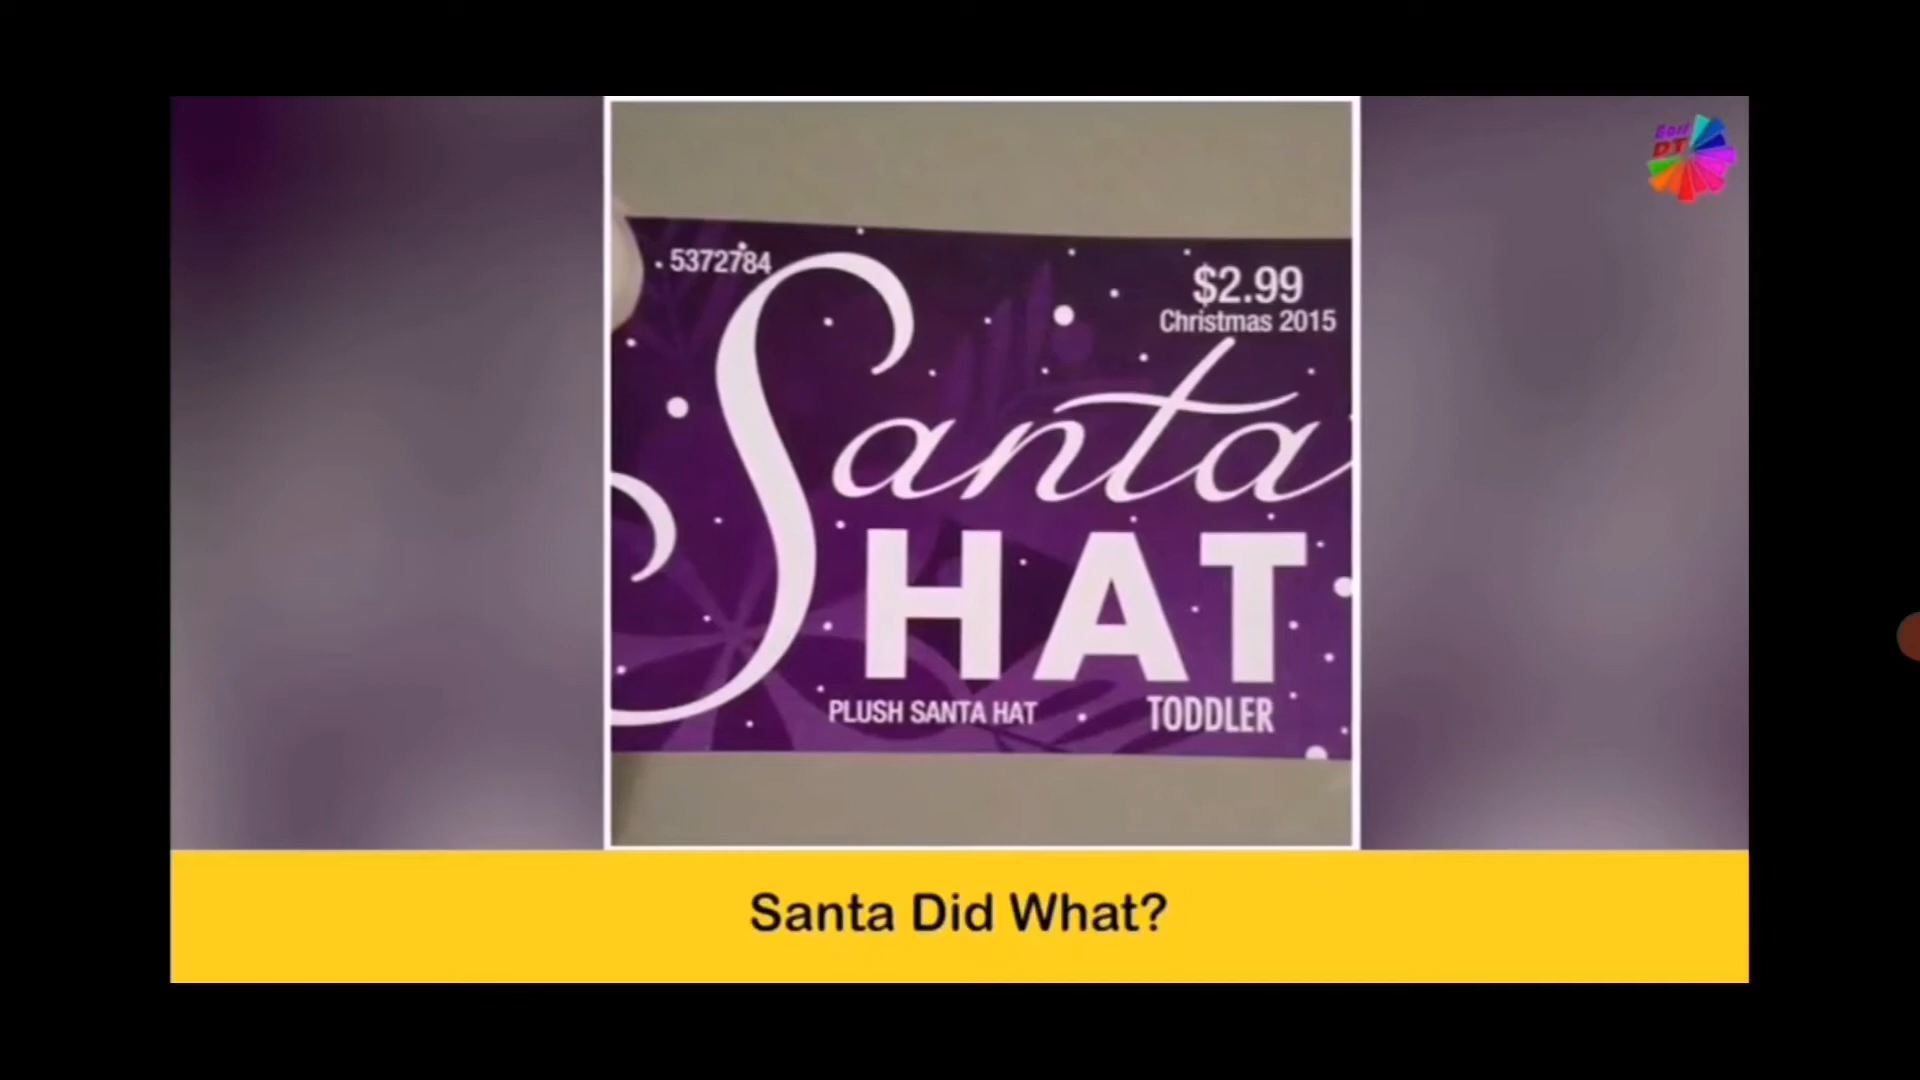 5372784
$2.99
Christmas 2015
Santa
HAT
PLUSH SANTA HAT
TODDLER
Santa Did What?